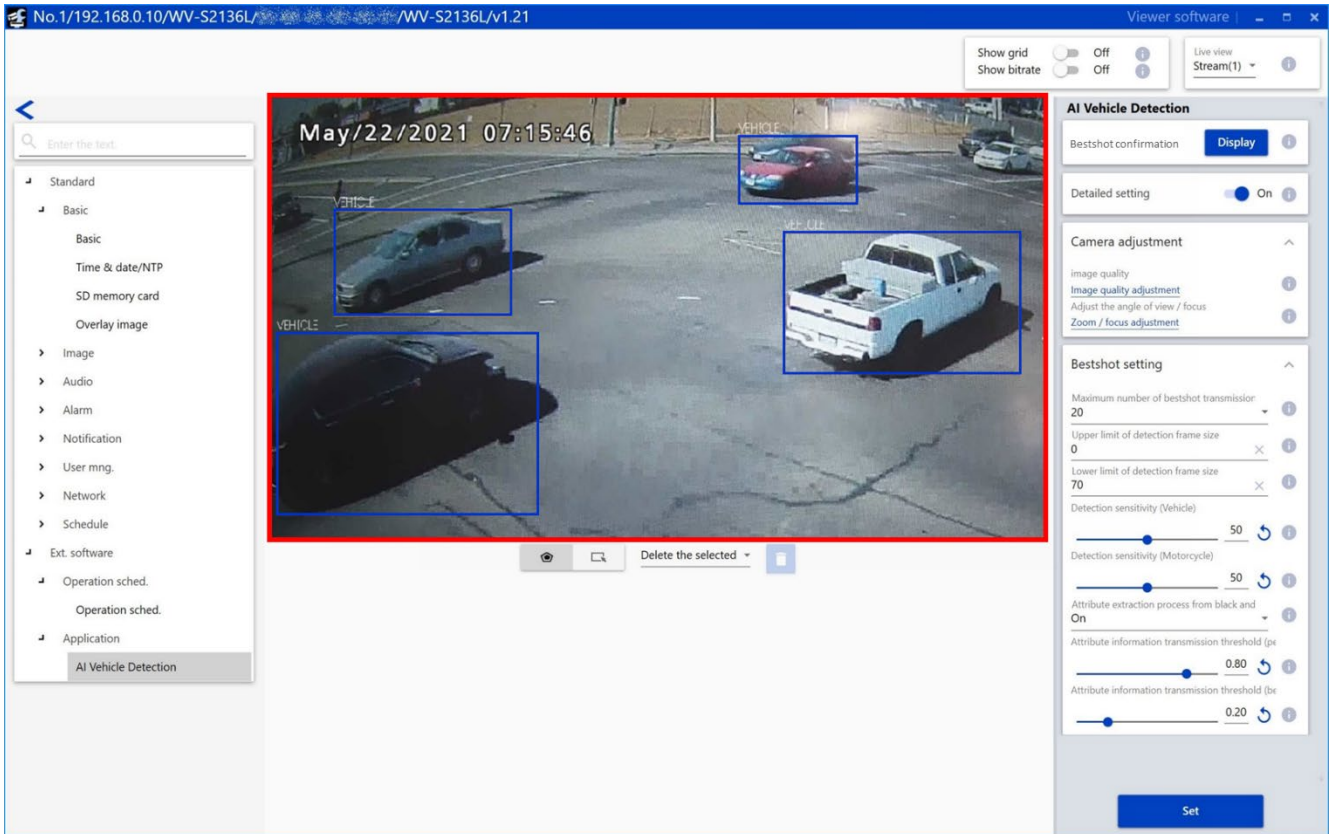 No.1/192.168.0.10/WV-S2136L/ /WV-S2136L/v1.21
Viewer software
Show grid Off
Show bitrate Off
Live view
Stream(1)
Enter the text.
Standard
Basic
Basic
Time & date/NTP
SD memory card
Overlay image
Image
Audio
Alarm
Notification
User mng.
Network
Schedule
Ext. software
Operation sched.
Operation sched.
Application
AI Vehicle Detection
May/22/2021 07:15:46
VEHICLE
VEHICLE
VEHICLE
VEHICLE
Delete the selected
AI Vehicle Detection
Bestshot confirmation Display
Detailed setting On
Camera adjustment
image quality
Image quality adjustment
Adjust the angle of view / focus
Zoom / focus adjustment
Bestshot setting
Maximum number of bestshot transmission
20
Upper limit of detection frame size
0
Lower limit of detection frame size
70
Detection sensitivity (Vehicle)
50
Detection sensitivity (Motorcycle)
50
Attribute extraction process from black and
On
Attribute information transmission threshold (pe
0.80
Attribute information transmission threshold (be
0.20
Set